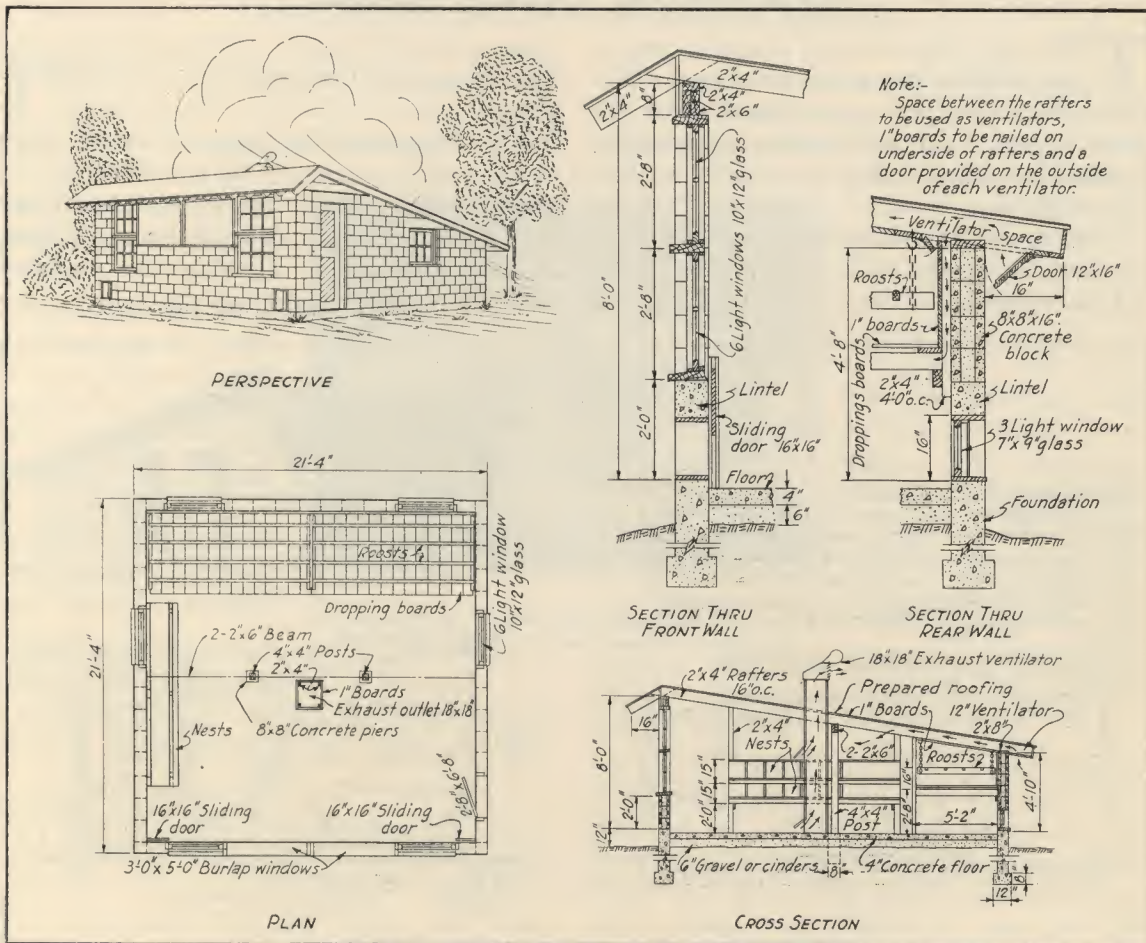 PERSPECTIVE
2"x4"
2"x4"
8"
2"x4"
2"x6"
2'-8"
8'-0"
2'-8"
2'-0"
6 Light windows 10"x12" glass
Lintel
Sliding
door 16"x16"
Floor
4"
6"
SECTION THRU
FRONT WALL
Note:-
Space between the rafters
to be used as ventilators,
1" boards to be nailed on
underside of rafters and a
door provided on the outside
of each ventilator.
Ventilator space
Roosts
Door 12"x16"
16"
1" boards
8"x8"x16"
Concrete
block
4'-8"
Droppings boards
2"x4"
4'-0" o.c.
Lintel
16"
3 Light window
7"x9" glass
Foundation
SECTION THRU
REAR WALL
21'-4"
21'-4"
Roosts
Dropping boards
6 Light window
10"x12" glass
2-2"x6" Beam
4"x4" Posts
2"x4"
1" Boards
Exhaust outlet 18"x18"
8"x8" Concrete piers
Nests
16"x16" Sliding
door
16"x16" Sliding
door
2'-8"x6'-8"
3'-0"x5'-0" Burlap windows
PLAN
18"x18" Exhaust ventilator
2"x4" Rafters
16" o.c.
Prepared roofing
1" Boards
12" Ventilator
2"x8"
16"
2"x4"
Nests
2-2"x6"
Roosts
8'-0"
15"
15"
2'-0"
2'-0"
12"
16"
2'-8"
4"x4"
Post
5'-2"
4'-10"
6" Gravel or cinders
8"
4" Concrete floor
8"
12"
CROSS SECTION